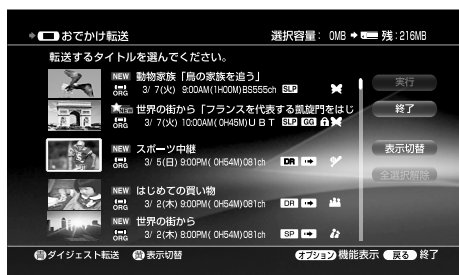 おでかけ転送 選択容量： 0MB 残：216MB
転送するタイトルを選んでください。
NEW 動物家族「鳥の家族を追う」
ORG 3/ 7(火) 9:00AM(1H00M)BS555ch SLP
世界の街から「フランスを代表する凱旋門をはじ
ORG 3/ 7(火) 10:00AM( 0H45M)ＵＢＴ SLP GG
NEW スポーツ中継
ORG 3/ 5(日) 9:00PM( 0H54M)081ch DR
NEW はじめての買い物
ORG 3/ 2(木) 8:00PM( 0H54M)081ch DR
NEW 世界の街から
ORG 3/ 2(木) 8:00PM( 0H54M)081ch SP
実行
終了
表示切替
全選択解除
黄 ダイジェスト転送 青 表示切替 オプション 機能表示 戻る 終了